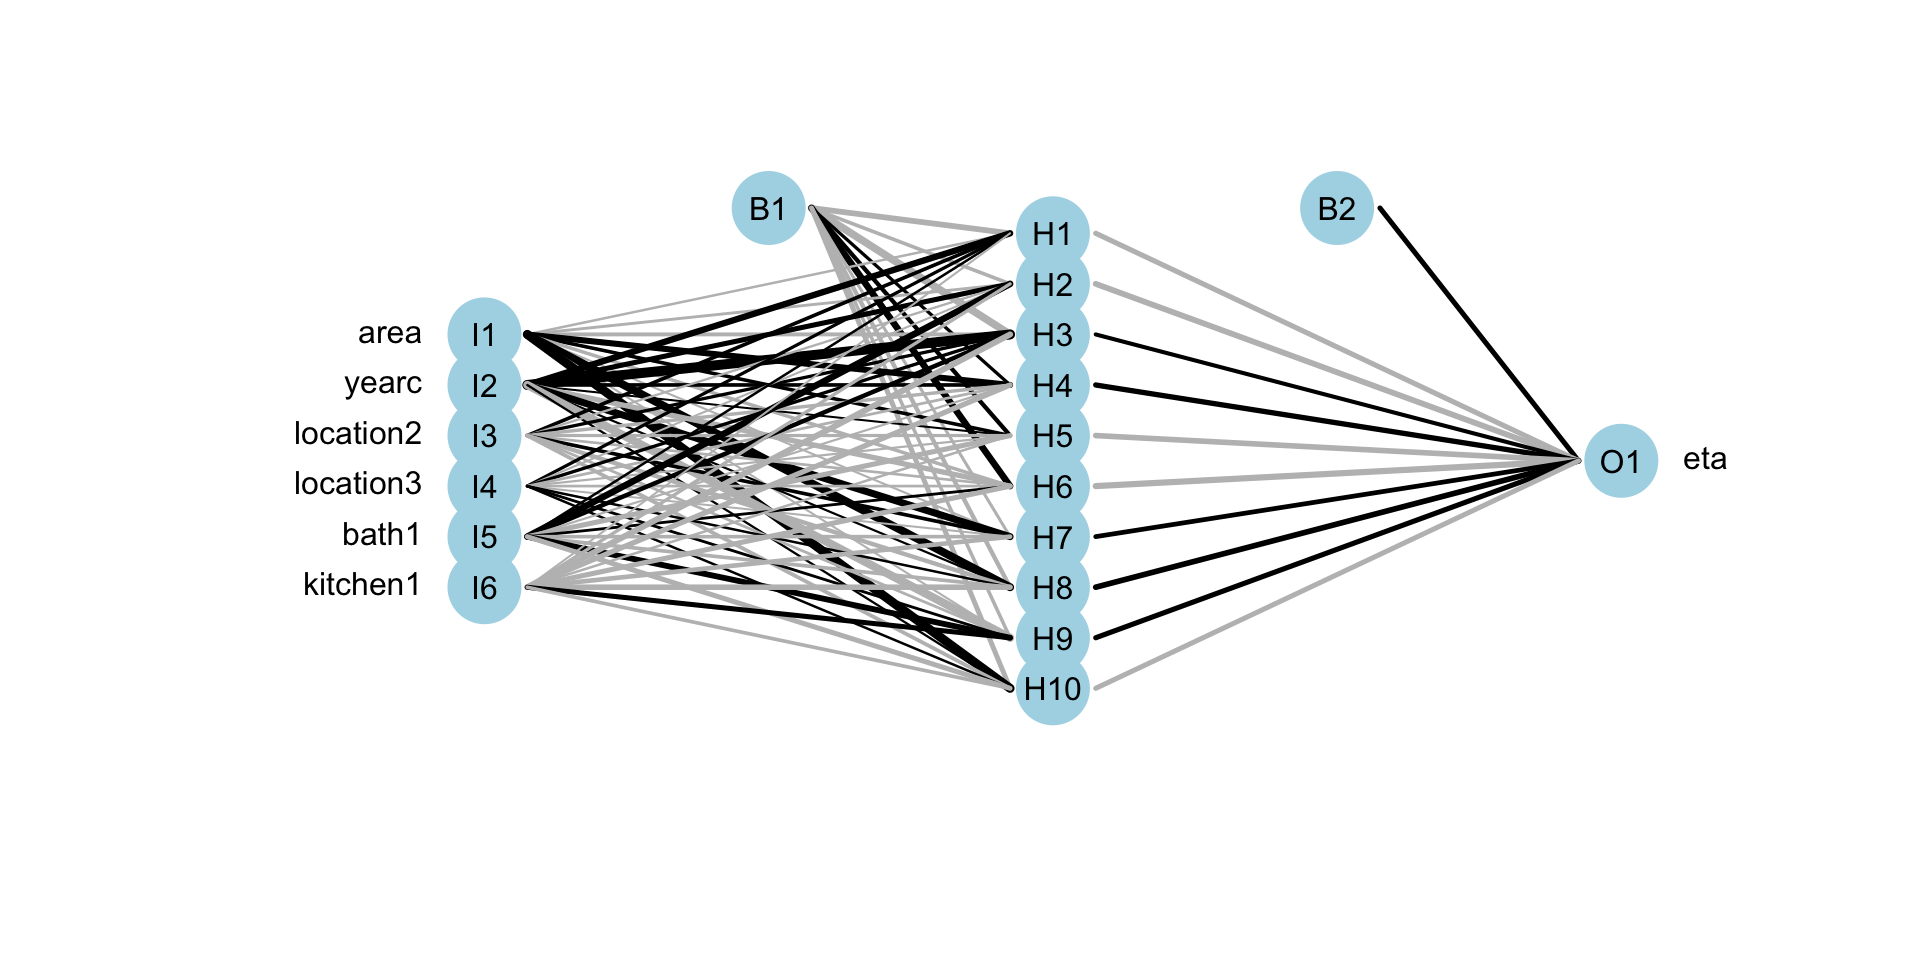 B1
B2
H1
H2
area I1 H3
yearc I2 H4
location2 I3 H5
O1 eta
location3 I4 H6
bath1 I5 H7
kitchen1 I6 H8
H9
H10